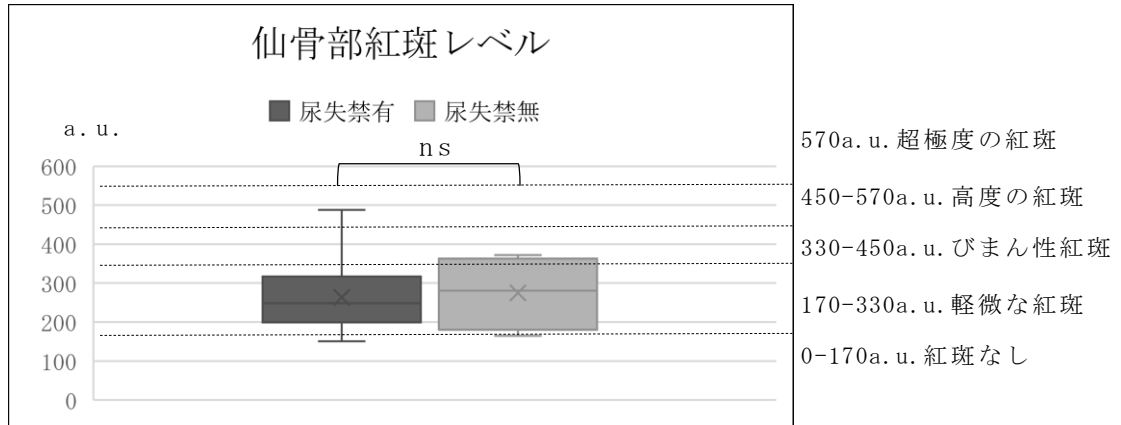 仙骨部紅斑レベル
尿失禁有 尿失禁無
a.u.
ns
600
500
400
300
200
100
0
570a.u.超極度の紅斑
450-570a.u.高度の紅斑
330-450a.u.びまん性紅斑
170-330a.u.軽微な紅斑
0-170a.u.紅斑なし